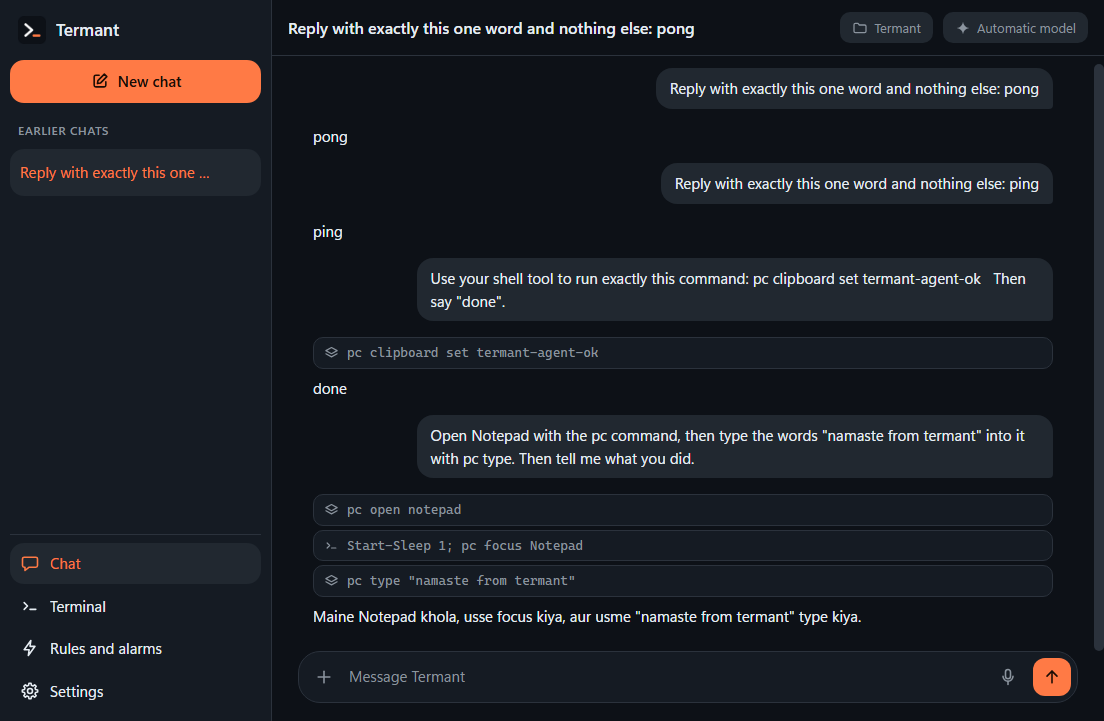 Termant
New chat
EARLIER CHATS
Reply with exactly this one ...
Chat
Terminal
Rules and alarms
Settings
Reply with exactly this one word and nothing else: pong
Termant
Automatic model
Reply with exactly this one word and nothing else: pong
pong
Reply with exactly this one word and nothing else: ping
ping
Use your shell tool to run exactly this command: pc clipboard set termant-agent-ok   Then
say "done".
pc clipboard set termant-agent-ok
done
Open Notepad with the pc command, then type the words "namaste from termant" into it
with pc type. Then tell me what you did.
pc open notepad
Start-Sleep 1; pc focus Notepad
pc type "namaste from termant"
Maine Notepad khola, usse focus kiya, aur usme "namaste from termant" type kiya.
Message Termant